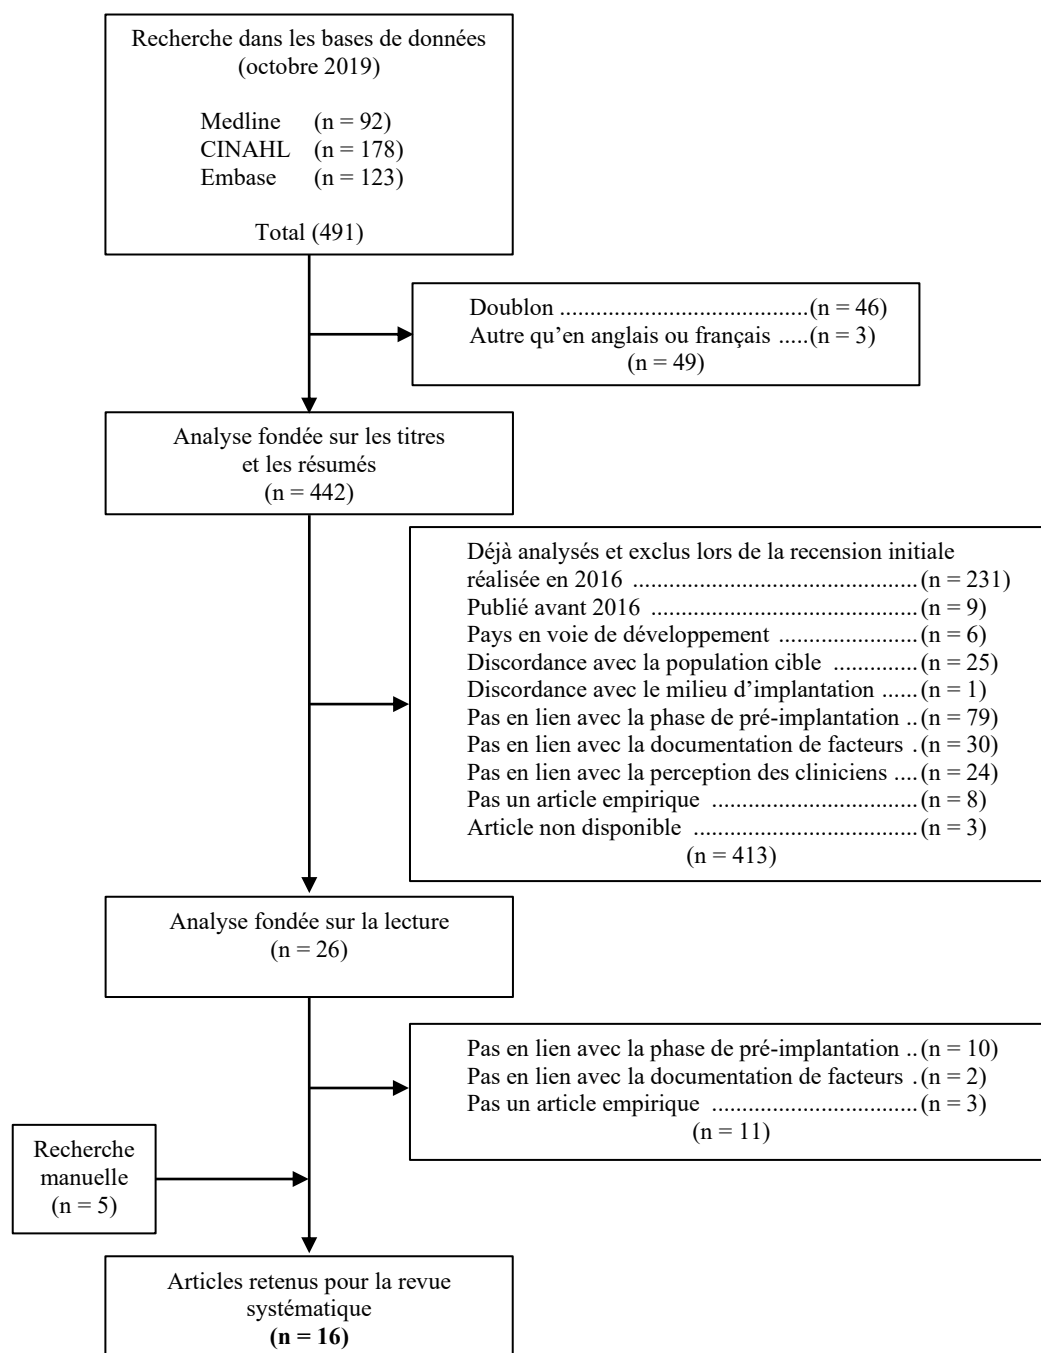 Recherche dans les bases de données
(octobre 2019)
Medline (n = 92)
CINAHL (n = 178)
Embase (n = 123)
Total (491)
Doublon .......................................(n = 46)
Autre qu’en anglais ou français .....(n = 3)
(n = 49)
Analyse fondée sur les titres
et les résumés
(n = 442)
Déjà analysés et exclus lors de la recension initiale
réalisée en 2016 .............................................(n = 231)
Publié avant 2016 ..........................................(n = 9)
Pays en voie de développement ......................(n = 6)
Discordance avec la population cible .............(n = 25)
Discordance avec le milieu d’implantation ......(n = 1)
Pas en lien avec la phase de pré-implantation ..(n = 79)
Pas en lien avec la documentation de facteurs .(n = 30)
Pas en lien avec la perception des cliniciens ....(n = 24)
Pas un article empirique .................................(n = 8)
Article non disponible ....................................(n = 3)
(n = 413)
Analyse fondée sur la lecture
(n = 26)
Pas en lien avec la phase de pré-implantation ..(n = 10)
Pas en lien avec la documentation de facteurs .(n = 2)
Pas un article empirique .................................(n = 3)
(n = 11)
Recherche
manuelle
(n = 5)
Articles retenus pour la revue
systématique
(n = 16)